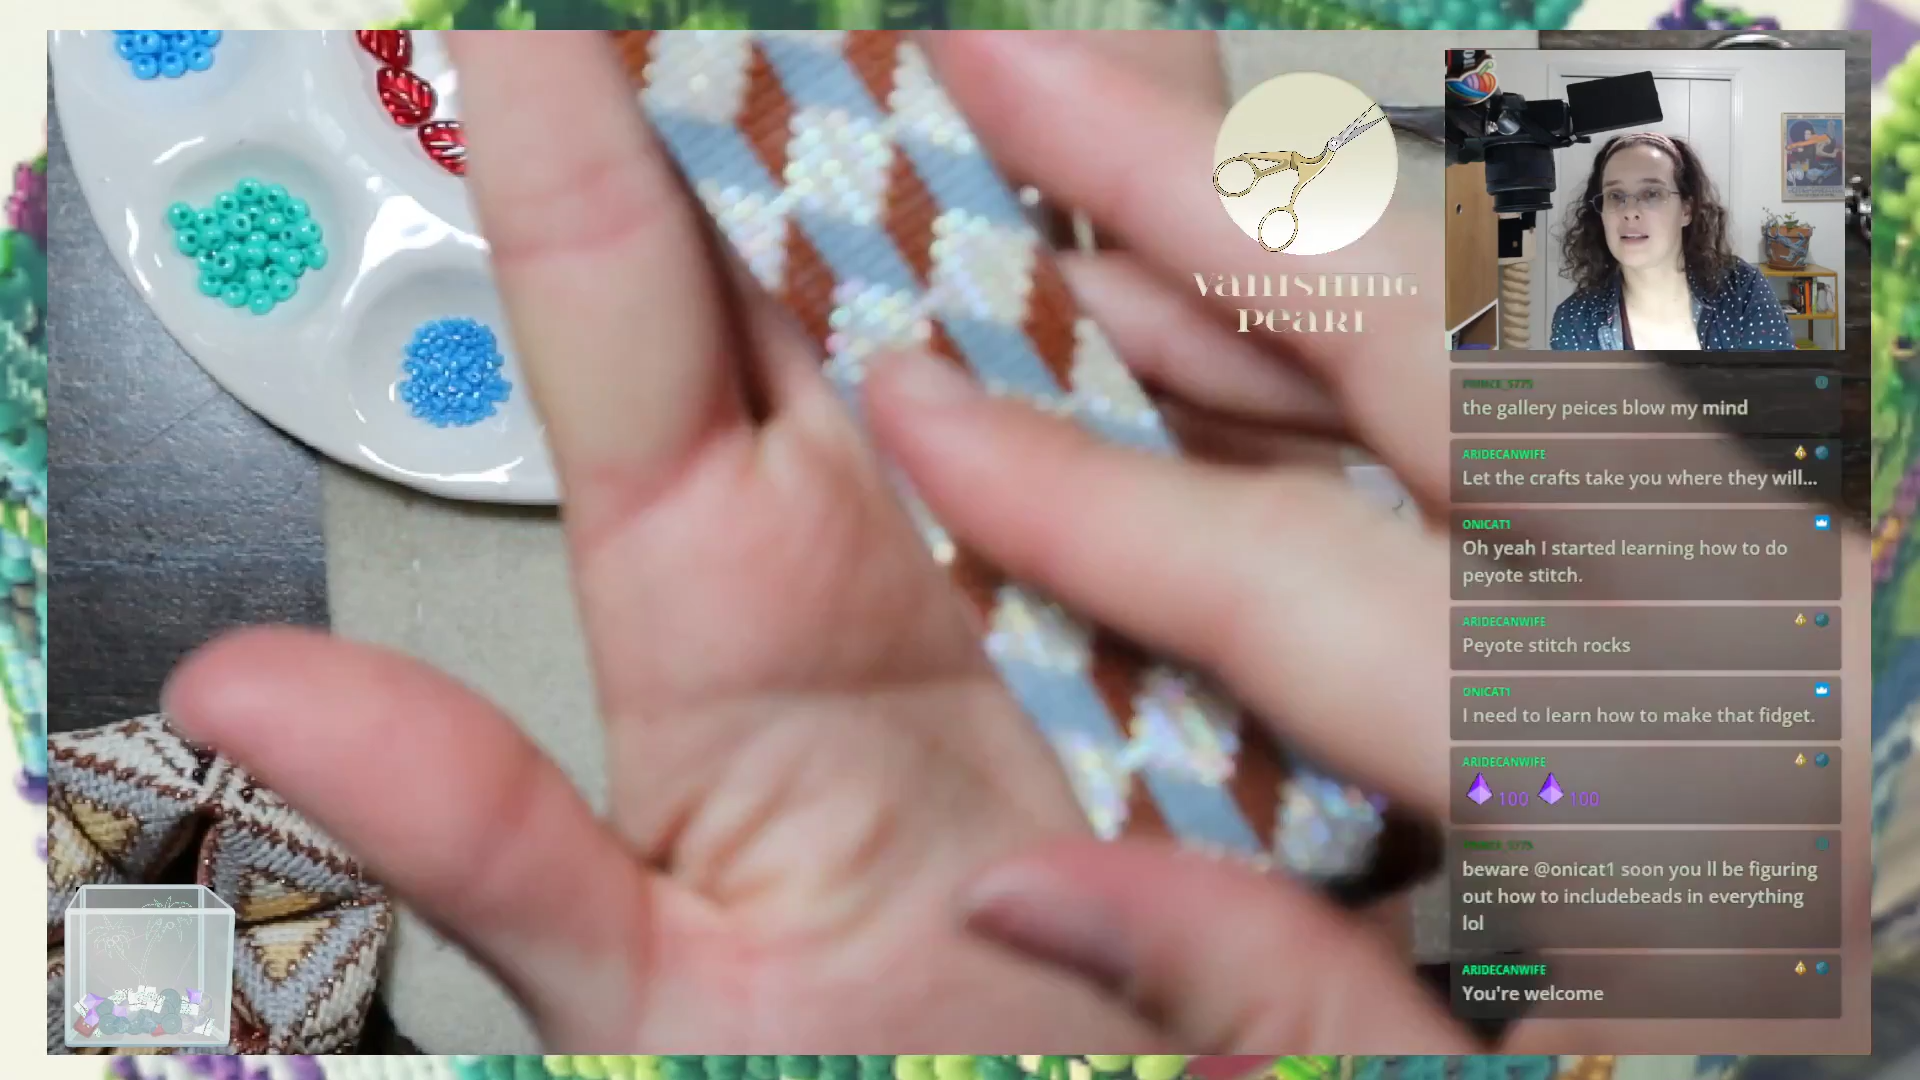 VANISHING
PEARL
PRINCE_5775
the gallery peices blow my mind
ARIDECANWIFE
Let the crafts take you where they will...
ONICAT1
Oh yeah I started learning how to do
peyote stitch.
ARIDECANWIFE
Peyote stitch rocks
ONICAT1
I need to learn how to make that fidget.
ARIDECANWIFE
100 100
beware @onicat1 soon you ll be figuring
out how to includebeads in everything
lol
ARIDECANWIFE
You're welcome